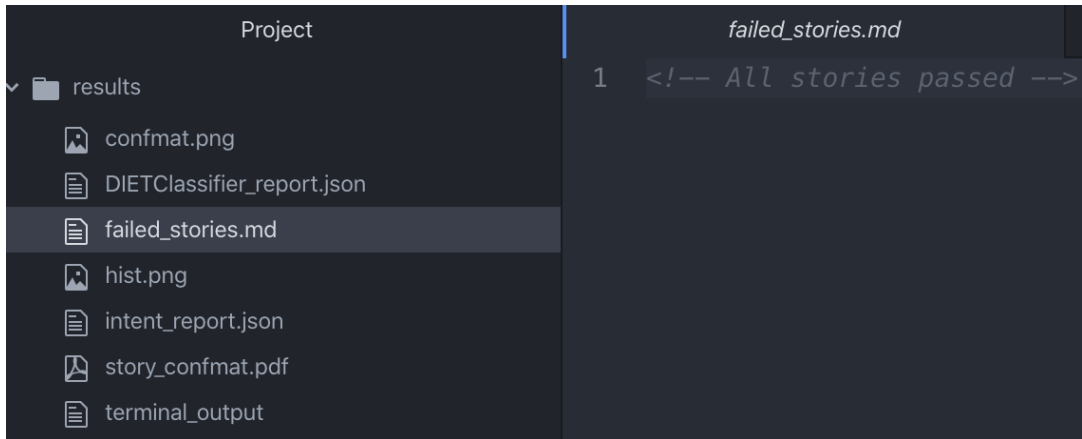 Project
results
confmat.png
DIETClassifier_report.json
failed_stories.md
hist.png
intent_report.json
story_confmat.pdf
terminal_output
failed_stories.md
1 <!-- All stories passed -->